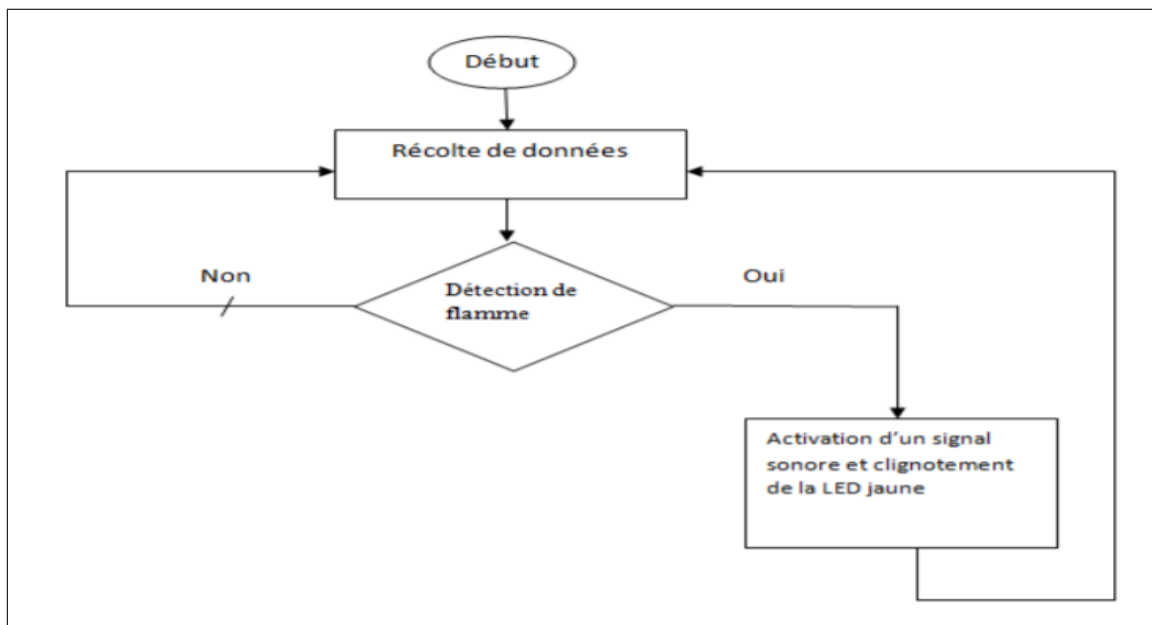 Début
Récolte de données
Non
Oui
Détection de
flamme
Activation d'un signal
sonore et clignotement
de la LED jaune